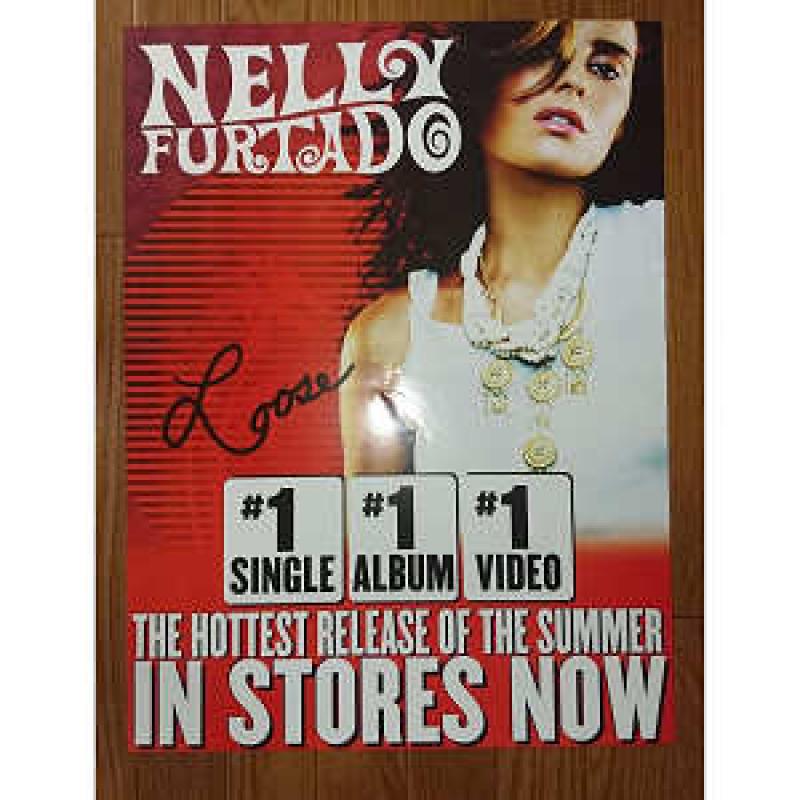 NELLY
FURTADO
Loose
#1 #1 #1
SINGLE ALBUM VIDEO
THE HOTTEST RELEASE OF THE SUMMER
IN STORES NOW